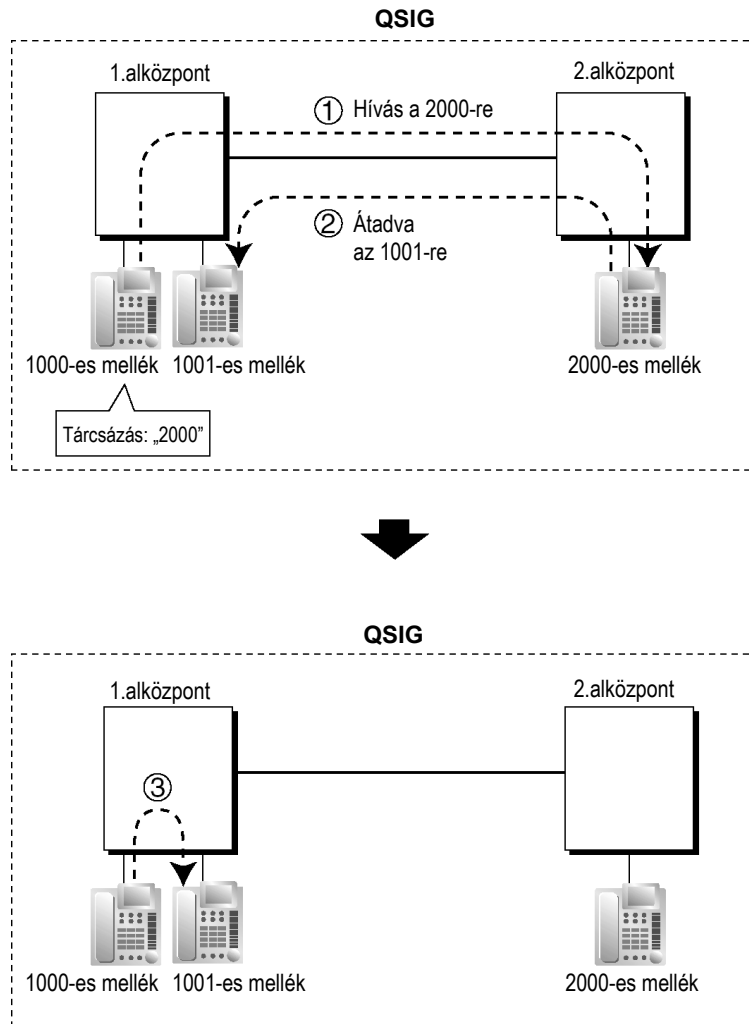 QSIG
1.alközpont
2.alközpont
① Hívás a 2000-re
② Átadva
az 1001-re
1000-es mellék
1001-es mellék
2000-es mellék
Tárcsázás: „2000”
QSIG
1.alközpont
2.alközpont
③
1000-es mellék
1001-es mellék
2000-es mellék